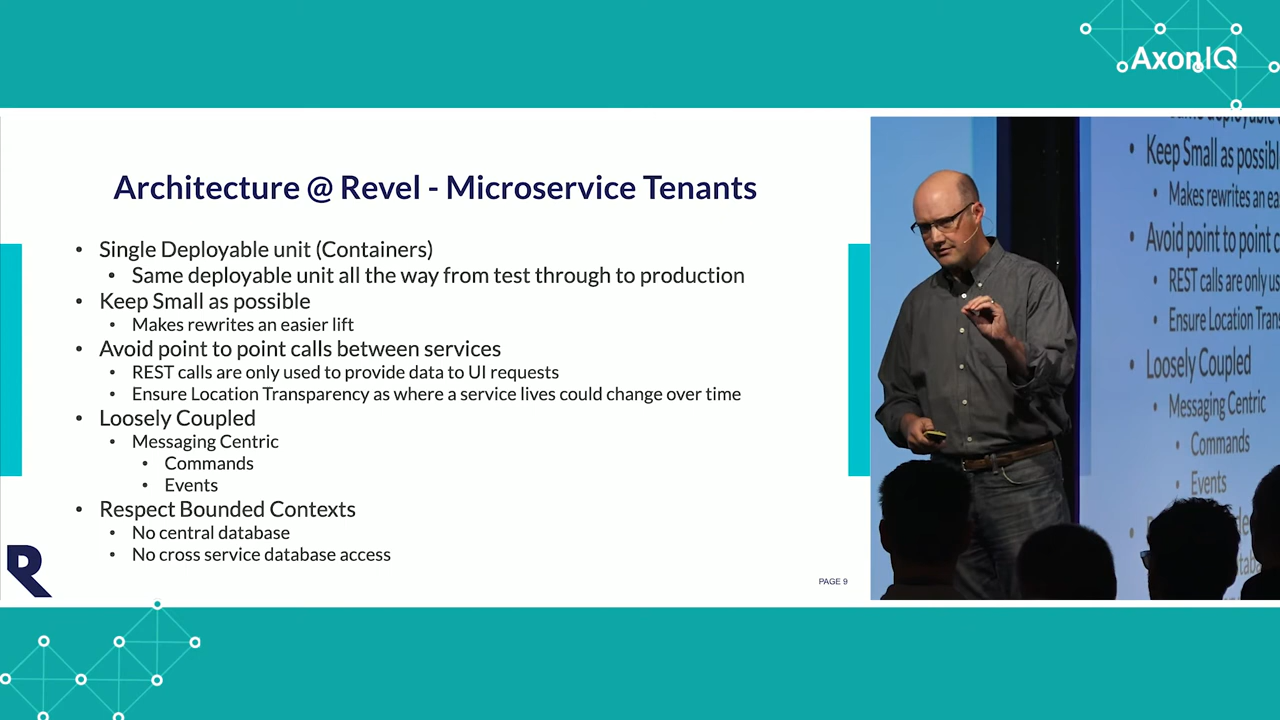 AxonIQ
Architecture @ Revel - Microservice Tenants
• Single Deployable unit (Containers)
• Same deployable unit all the way from test through to production
• Keep Small as possible
• Makes rewrites an easier lift
• Avoid point to point calls between services
• REST calls are only used to provide data to UI requests
• Ensure Location Transparency as where a service lives could change over time
• Loosely Coupled
• Messaging Centric
• Commands
• Events
• Respect Bounded Contexts
• No central database
• No cross service database access
R
PAGE 9
Same deployable
• Keep Small as possibl
• Makes rewrites an ea
• Avoid point to point c
• REST calls are only us
• Ensure Location Trans
• Loosely Coupled
• Messaging Centric
• Commands
• Events